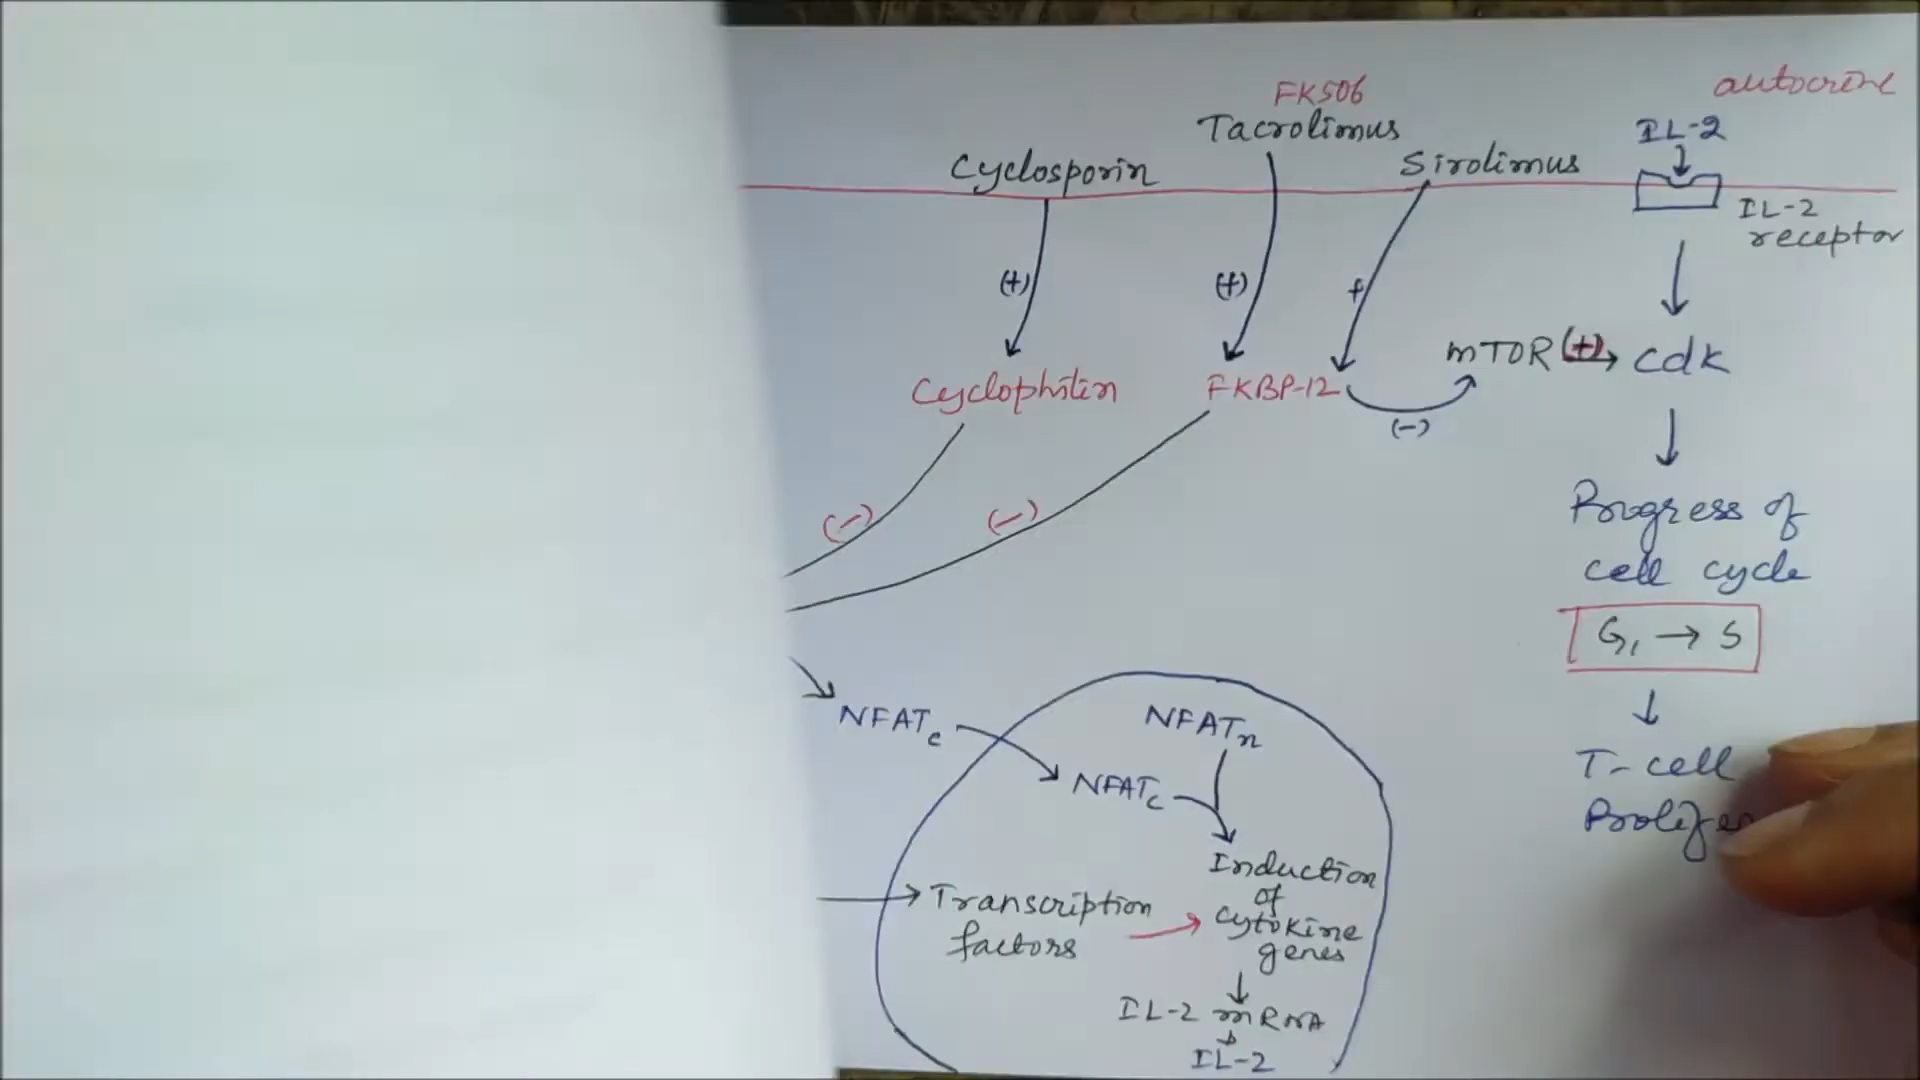 autocrine
FK506
Tacrolimus
IL-2
Cyclosporin
Sirolimus
IL-2
receptor
(+)
(+)
+
mTOR (+) cdk
Cyclophilin
FKBP-12
(-)
(-)
(-)
Progress of
cell cycle
G1 → S
NFATc
NFATn
T-cell
NFATc
Induction
of
cytokine
genes
Transcription
factors
IL-2 mRNA
IL-2